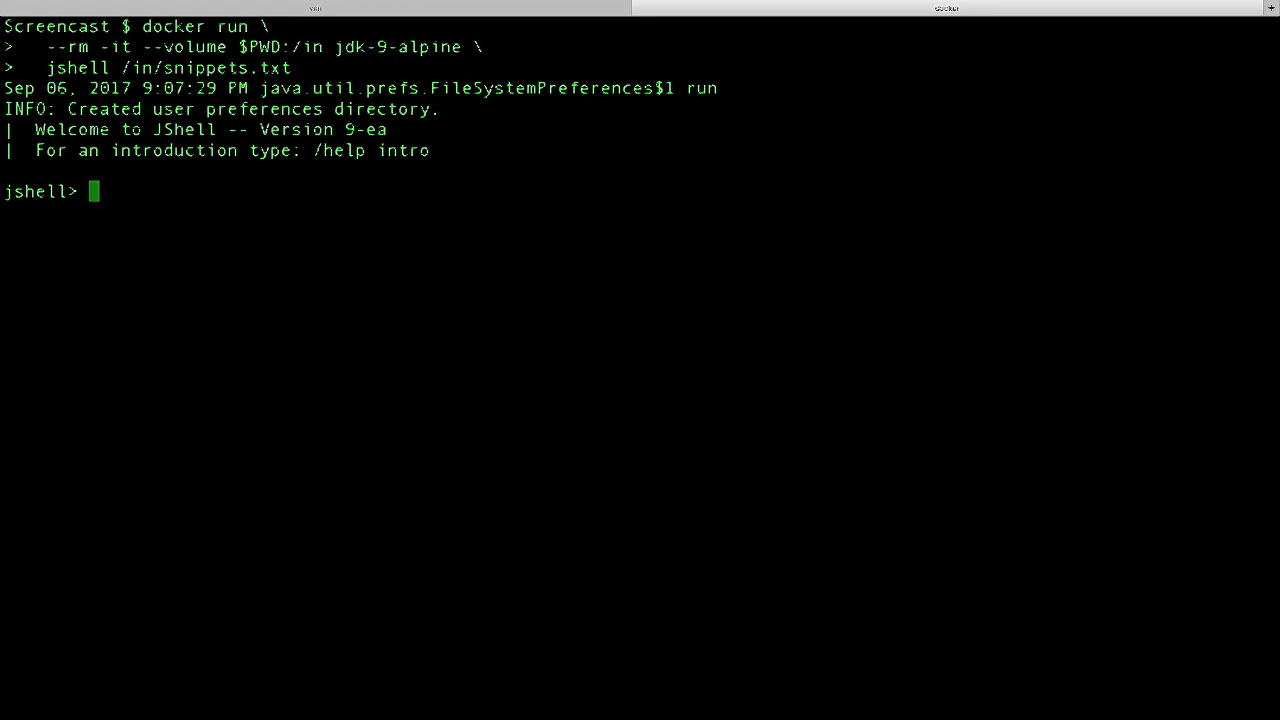 vim
docker
+
Screencast $ docker run \
>   --rm -it --volume $PWD:/in jdk-9-alpine \
>   jshell /in/snippets.txt
Sep 06, 2017 9:07:29 PM java.util.prefs.FileSystemPreferences$1 run
INFO: Created user preferences directory.
|  Welcome to JShell -- Version 9-ea
|  For an introduction type: /help intro
jshell>